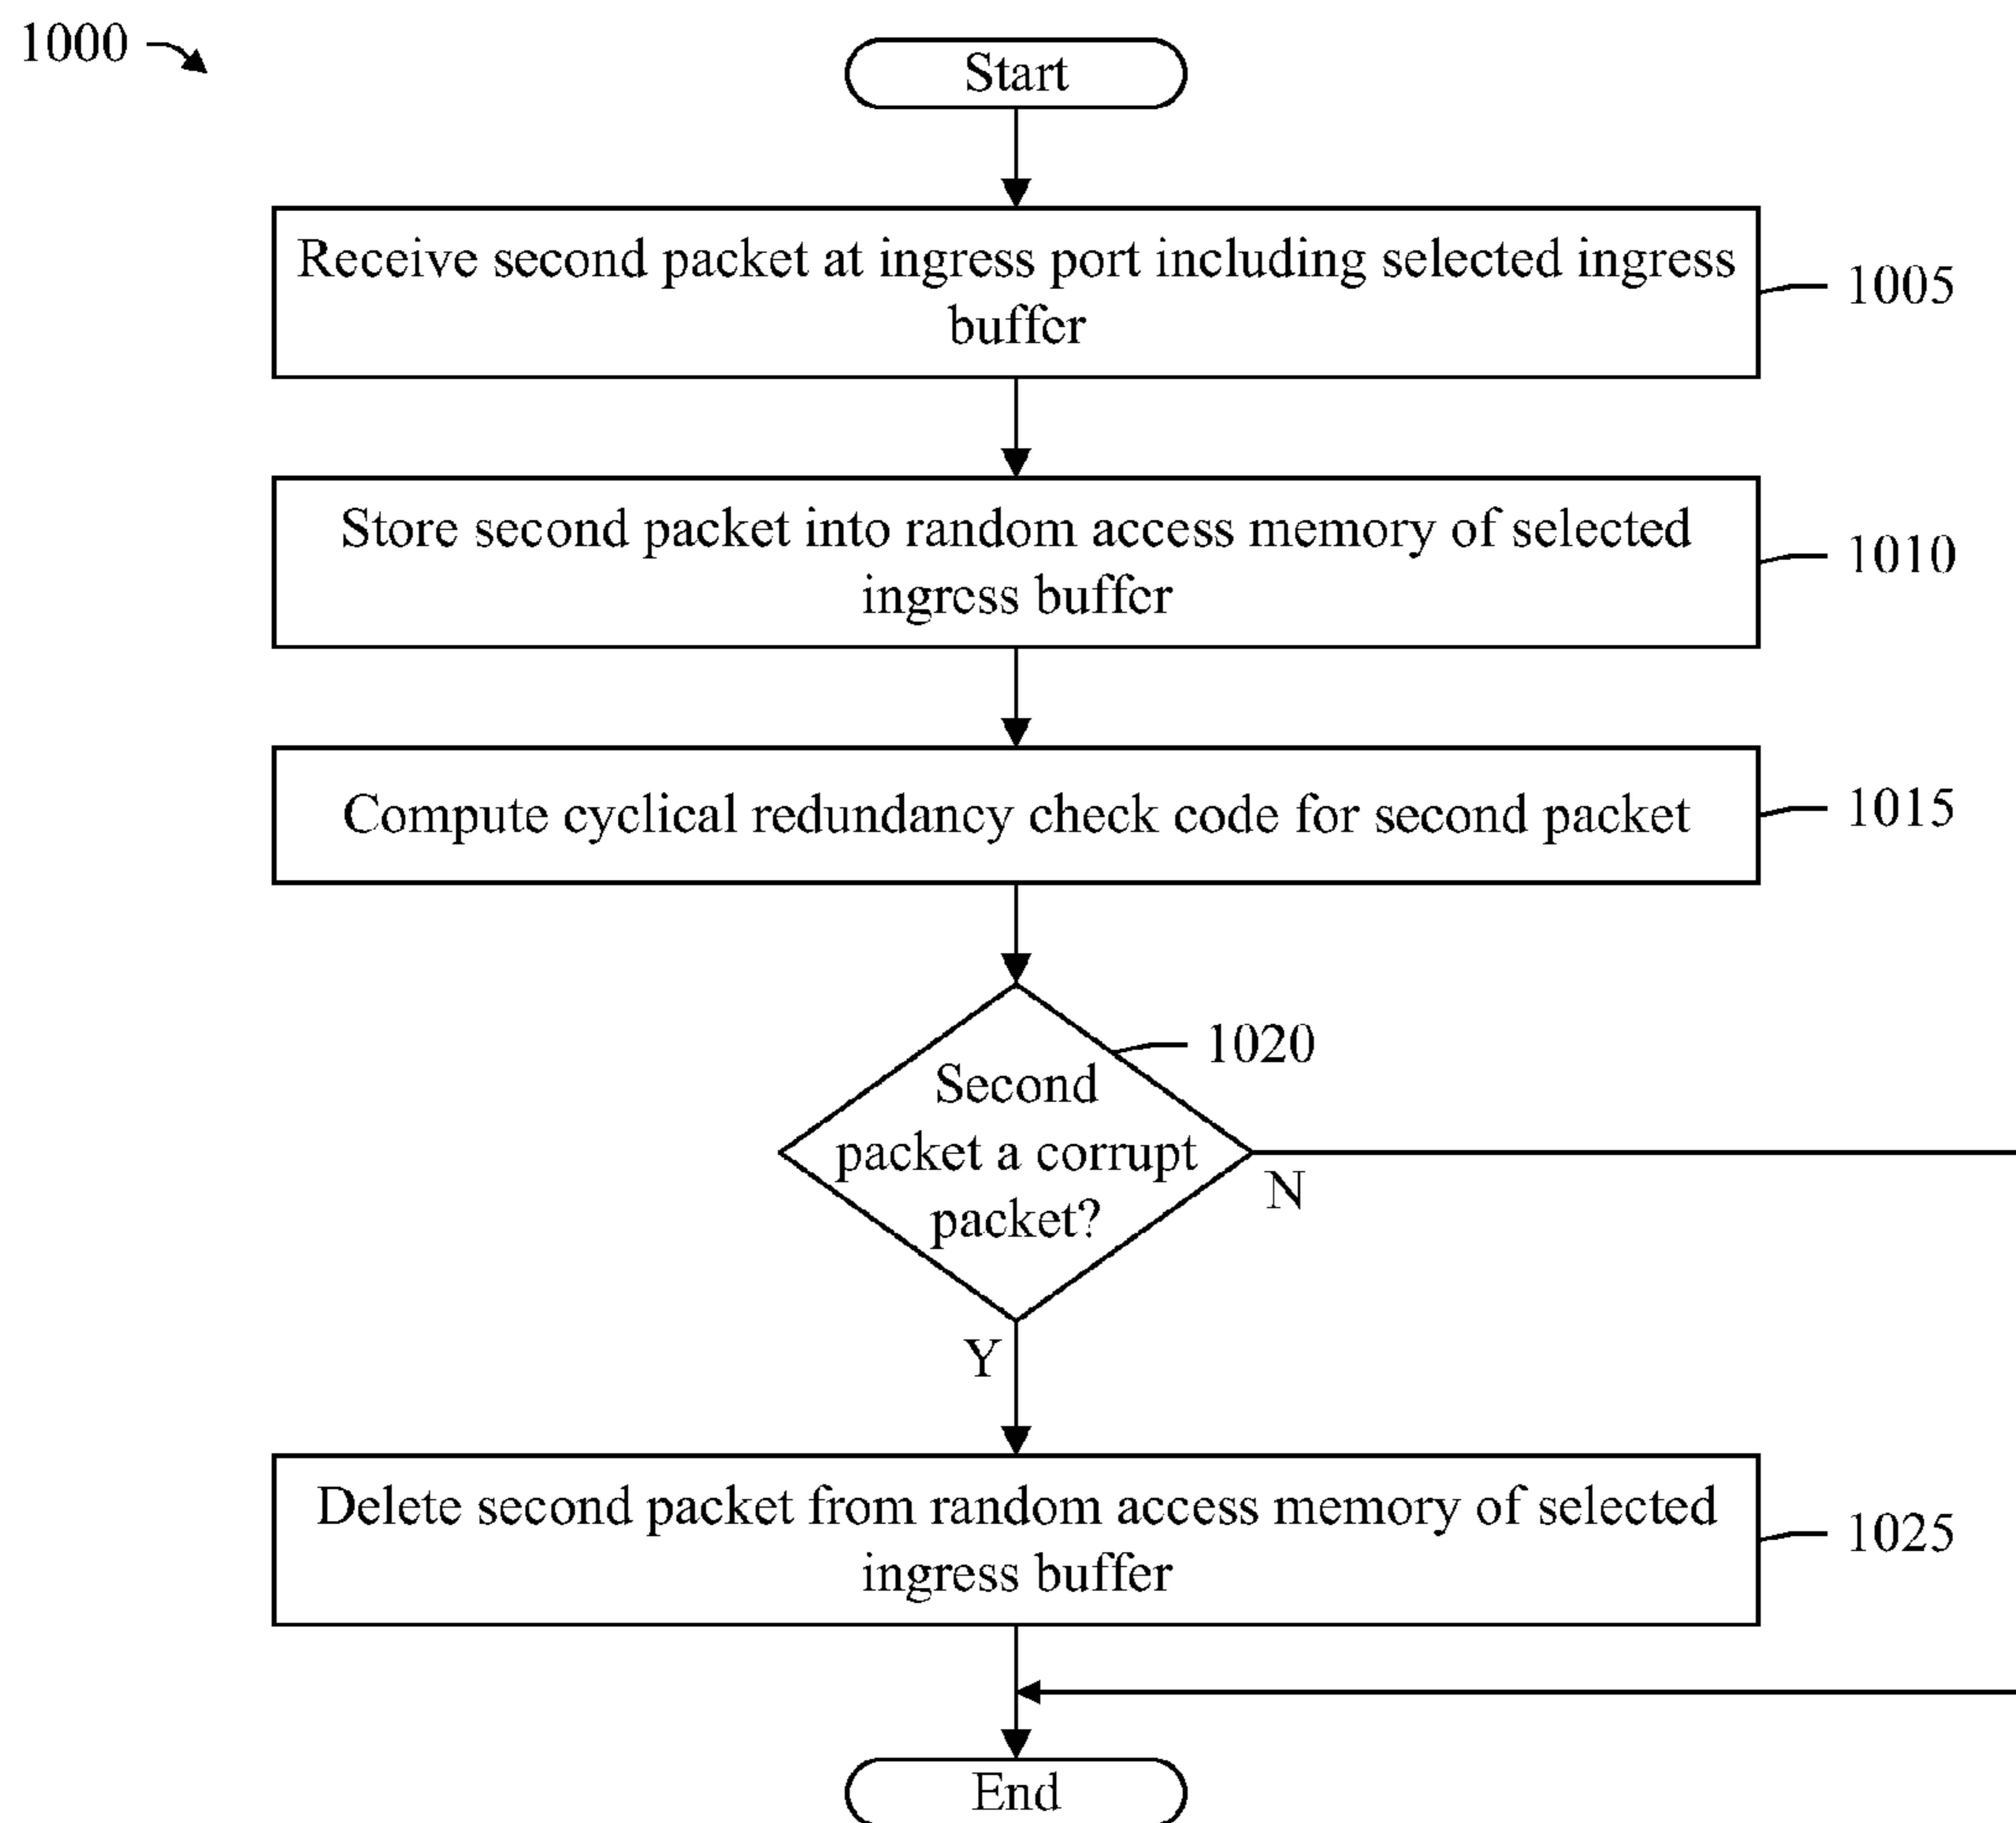 1000
Start
Receive second packet at ingress port including selected ingress
buffer
1005
Store second packet into random access memory of selected
ingress buffer
1010
Compute cyclical redundancy check code for second packet
1015
1020
Second
packet a corrupt
packet?
N
Y
Delete second packet from random access memory of selected
ingress buffer
1025
End